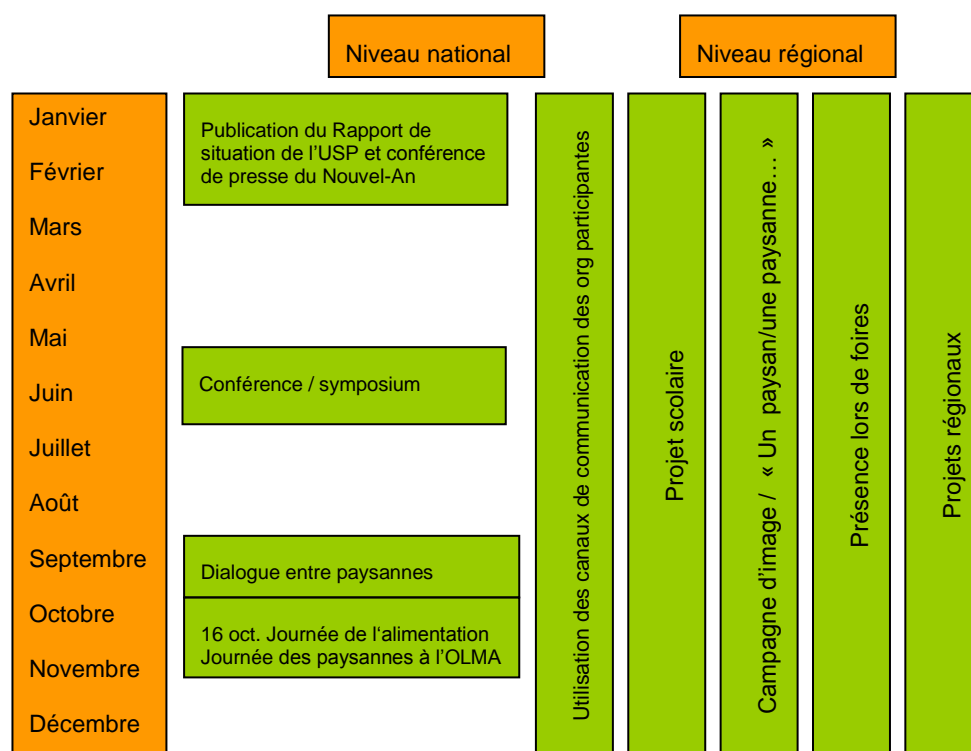 Niveau national
Niveau régional
Janvier
Février
Mars
Avril
Mai
Juin
Juillet
Août
Septembre
Octobre
Novembre
Décembre
Publication du Rapport de
situation de l’USP et conférence
de presse du Nouvel-An
Conférence / symposium
Dialogue entre paysannes
16 oct. Journée de l‘alimentation
Journée des paysannes à l’OLMA
Utilisation des canaux de communication des org participantes
Projet scolaire
Campagne d’image / « Un paysan/une paysanne… »
Présence lors de foires
Projets régionaux